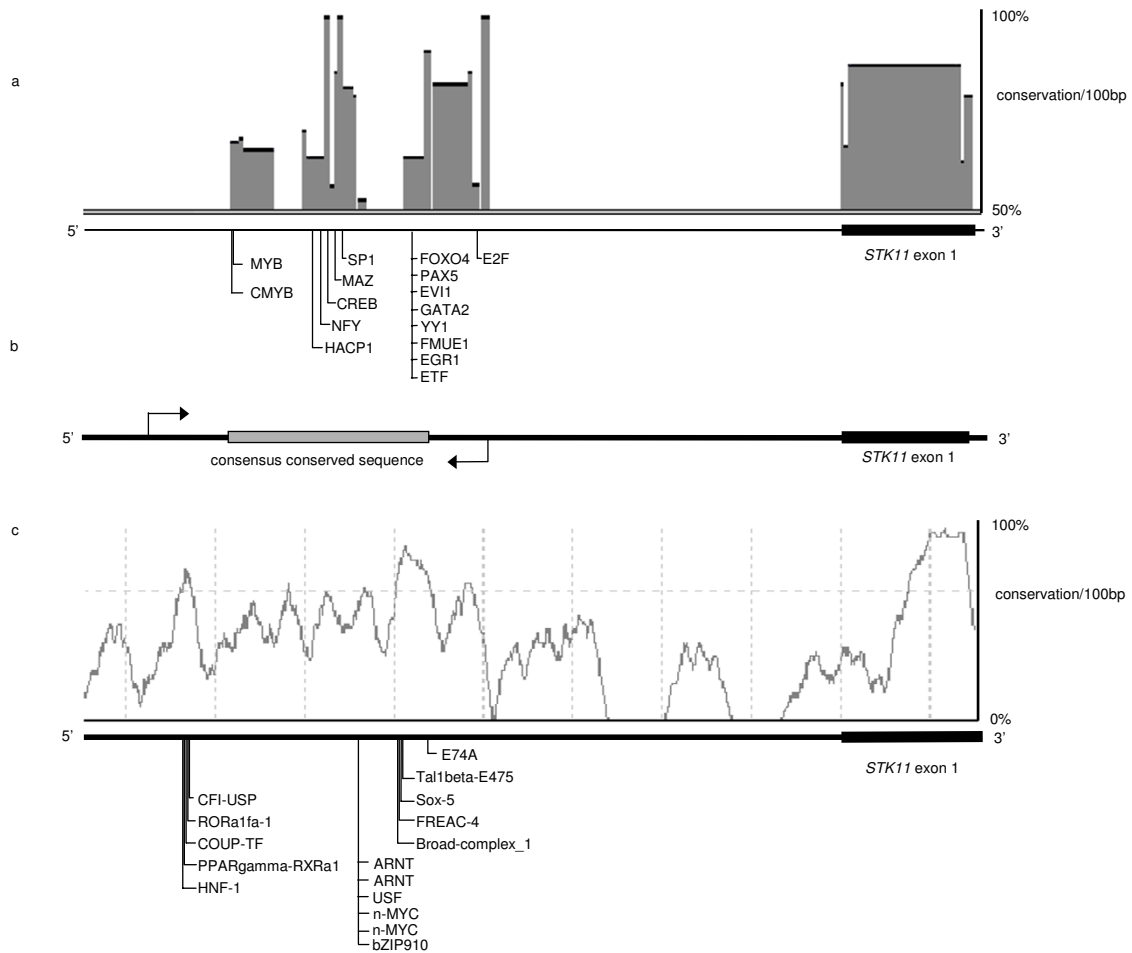 100%
a
conservation/100bp
50%
5’
3’
STK11 exon 1
MYB
CMYB
SP1
MAZ
CREB
NFY
HACP1
FOXO4
PAX5
EVI1
GATA2
YY1
FMUE1
EGR1
ETF
E2F
b
5’
3’
consensus conserved sequence
STK11 exon 1
c
100%
conservation/100bp
0%
5’
3’
STK11 exon 1
CFI-USP
RORa1fa-1
COUP-TF
PPARgamma-RXRa1
HNF-1
E74A
Tal1beta-E475
Sox-5
FREAC-4
Broad-complex_1
ARNT
ARNT
USF
n-MYC
n-MYC
bZIP910